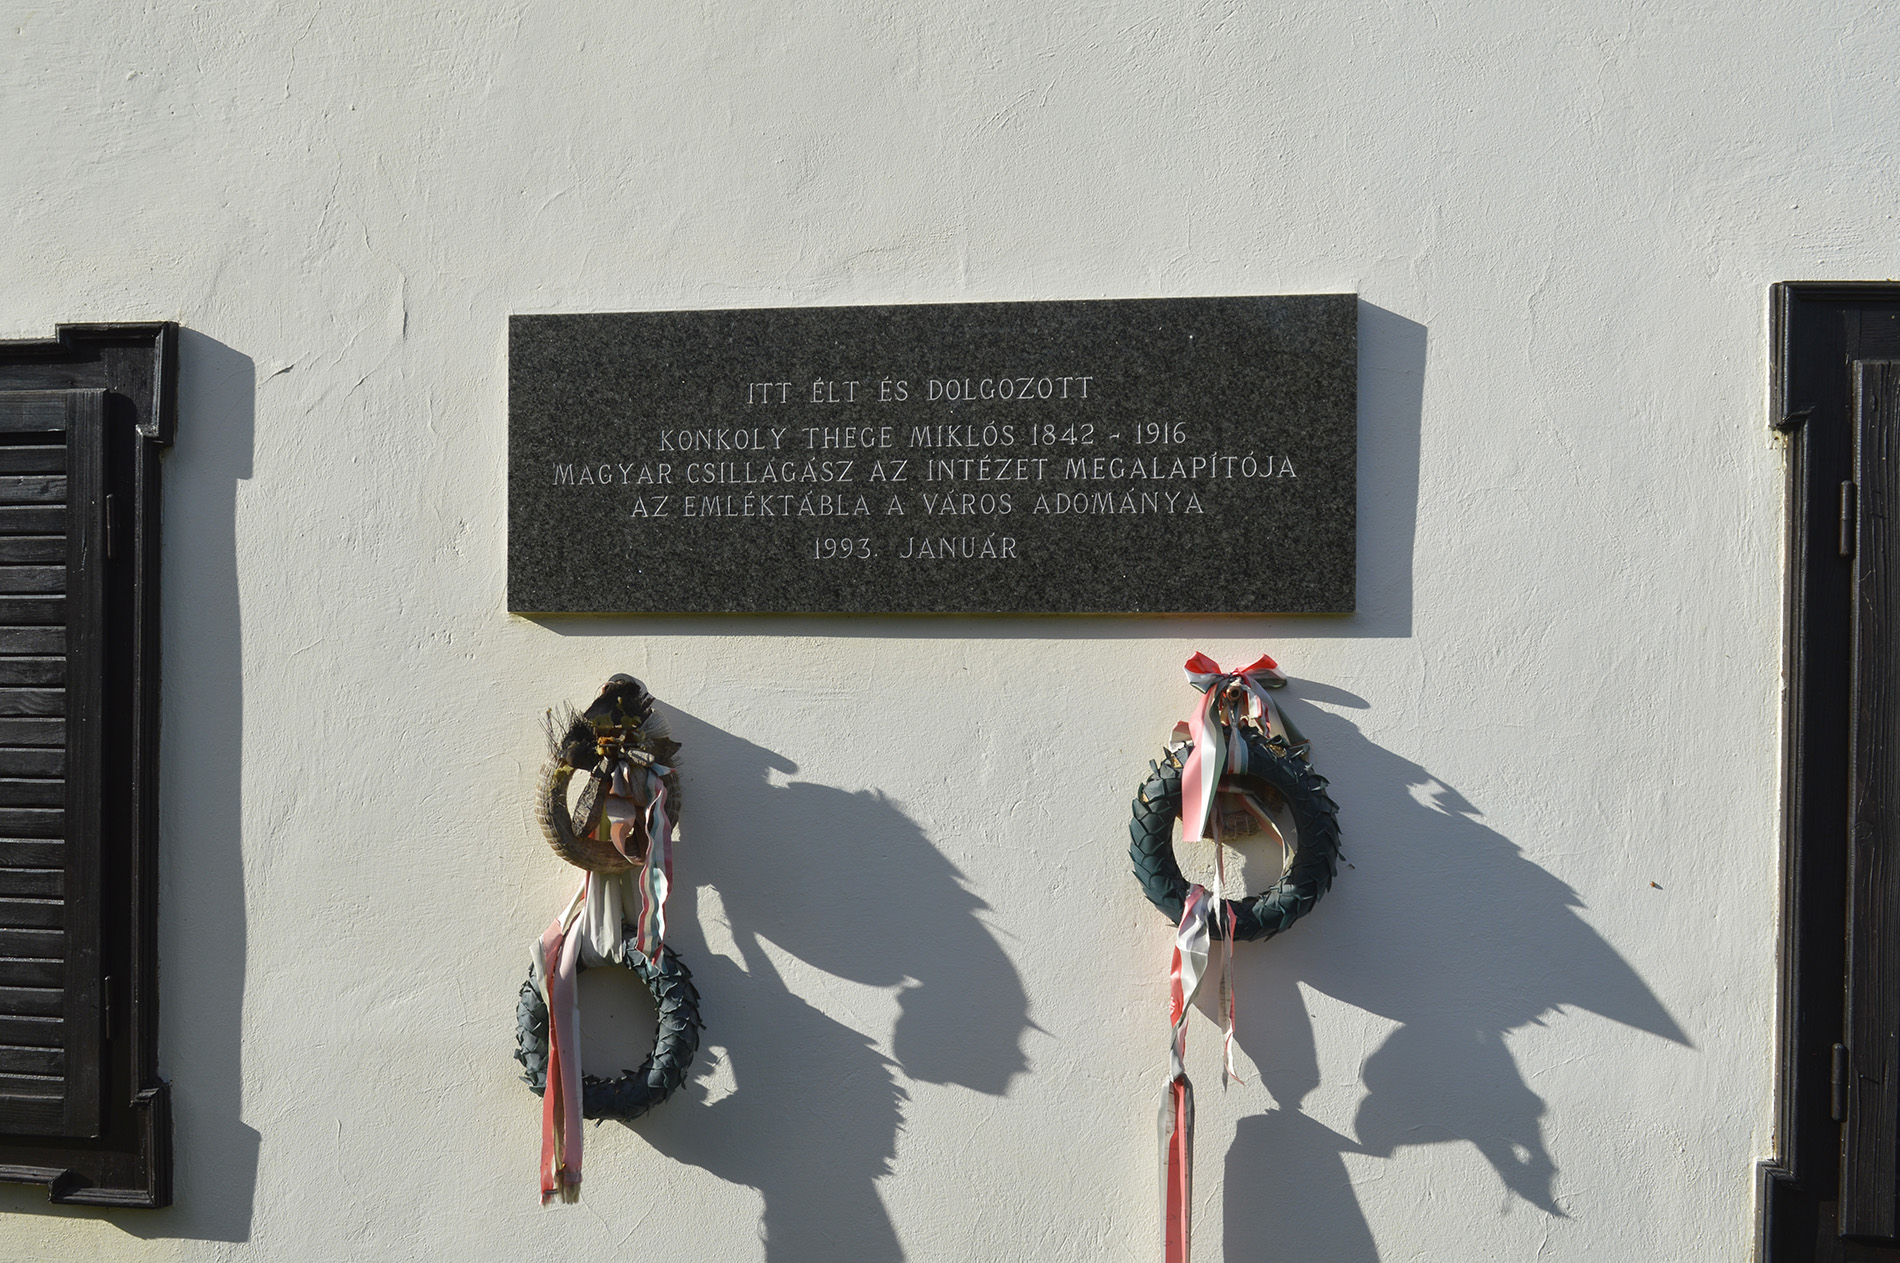 ITT ÉLT ÉS DOLGOZOTT
KONKOLY THEGE MIKLÓS 1842 - 1916
MAGYAR CSILLAGÁSZ AZ INTÉZET MEGALAPÍTÓJA
AZ EMLÉKTÁBLA A VÁROS ADOMÁNYA
1993. JANUÁR